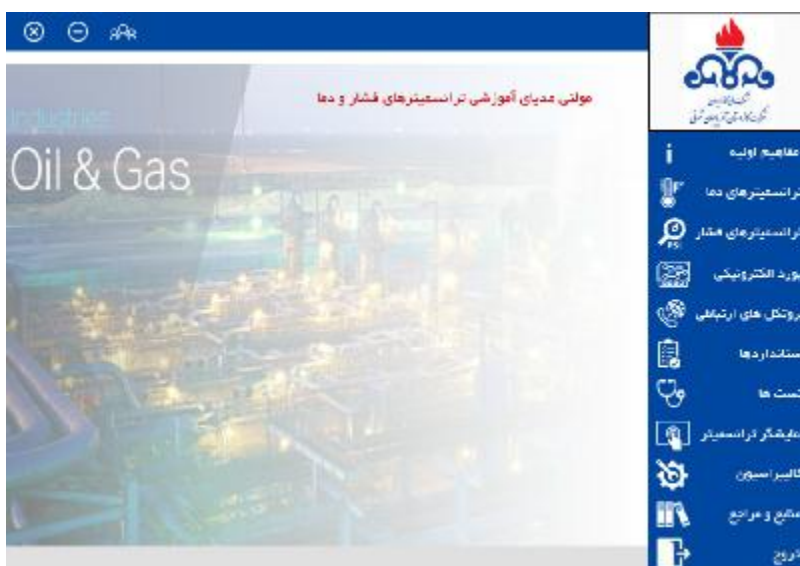 مولتی مدیای آموزشی ترانسمیترهای فشار و دما
Industries
Oil & Gas
مفاهیم اولیه
ترانسمیترهای دما
ترانسمیترهای فشار
PSI
بورد الکترونیکی
پروتکل های ارتباطی
استانداردها
تست ها
نمایشگر ترانسمیتر
کالیبراسیون
منابع و مراجع
خروج